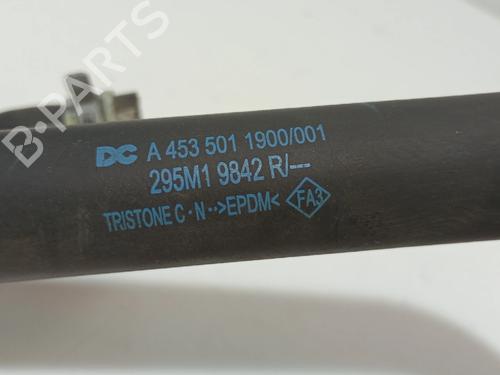 B-PARTS
DC A 453 501 1900/001
295M1 9842 R/---
TRISTONE C·N··>EPDM< FA3